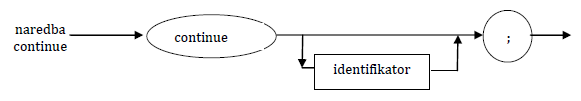 naredba
continue
continue
identifikator
;